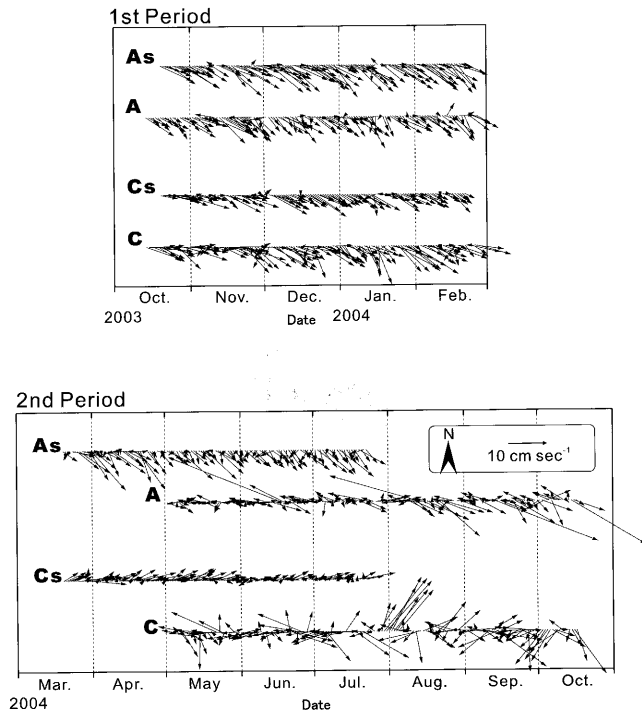 1st Period
As
A
Cs
C
Oct. Nov. Dec. Jan. Feb.
2003 Date 2004
2nd Period
As
N
10 cm sec⁻¹
A
Cs
C
Mar. Apr. May Jun. Jul. Aug. Sep. Oct.
2004 Date